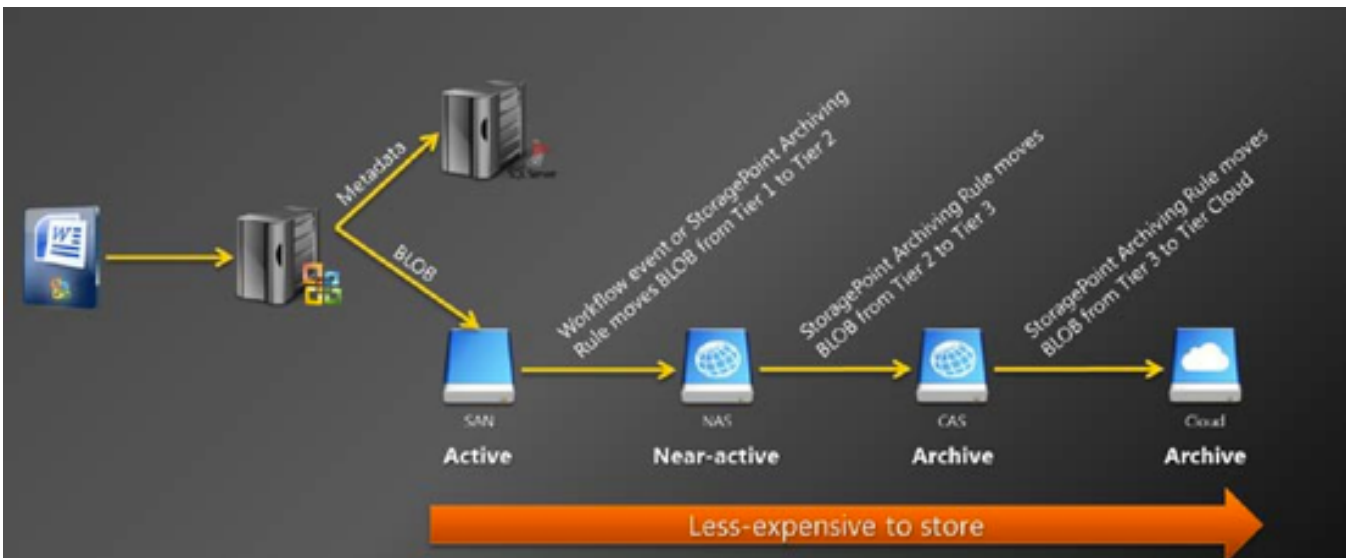 Metadata
BLOB
Workflow event or StoragePoint Archiving
Rule moves BLOB from Tier 1 to Tier 2
StoragePoint Archiving Rule moves
BLOB from Tier 2 to Tier 3
StoragePoint Archiving Rule moves
BLOB from Tier 3 to Tier Cloud
W
SAN
NAS
CAS
Cloud
Active
Near-active
Archive
Archive
Less-expensive to store